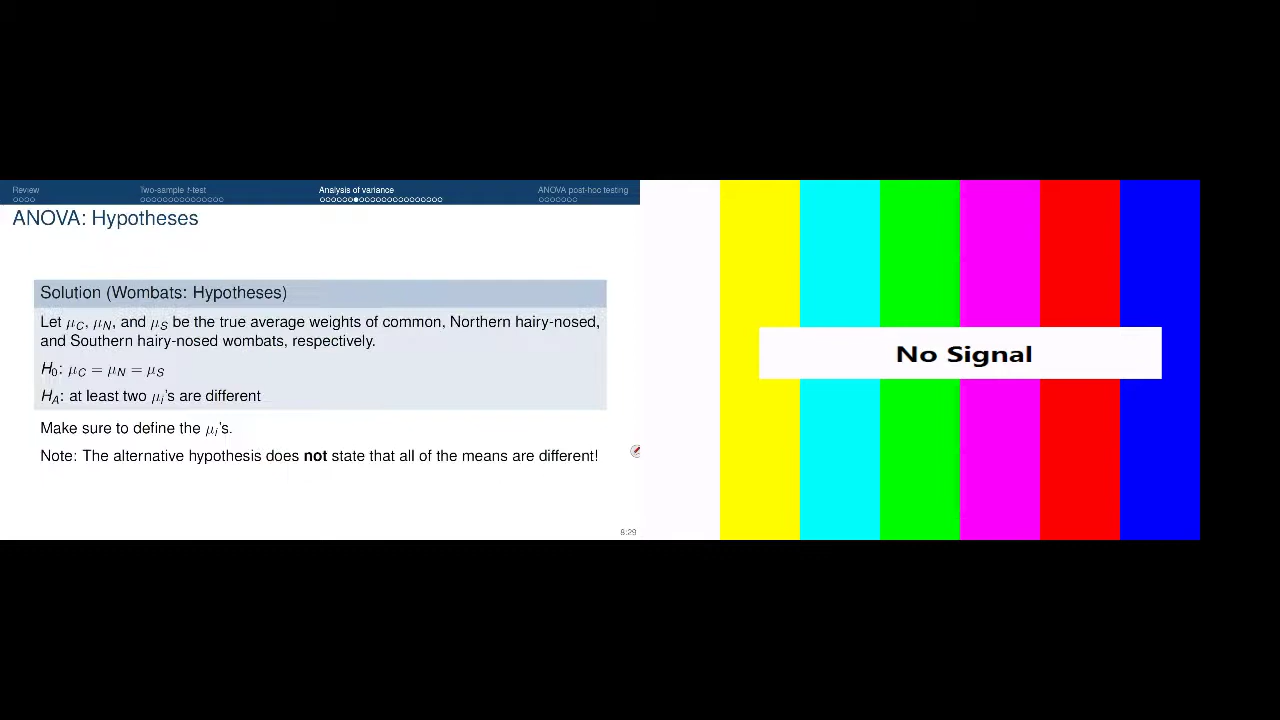 Review Two-sample t-test Analysis of variance ANOVA post-hoc testing
ANOVA: Hypotheses
Solution (Wombats: Hypotheses)
Let μC, μN, and μS be the true average weights of common, Northern hairy-nosed,
and Southern hairy-nosed wombats, respectively.
H0: μC = μN = μS
HA: at least two μi's are different
Make sure to define the μi's.
Note: The alternative hypothesis does not state that all of the means are different!
8:29
No Signal